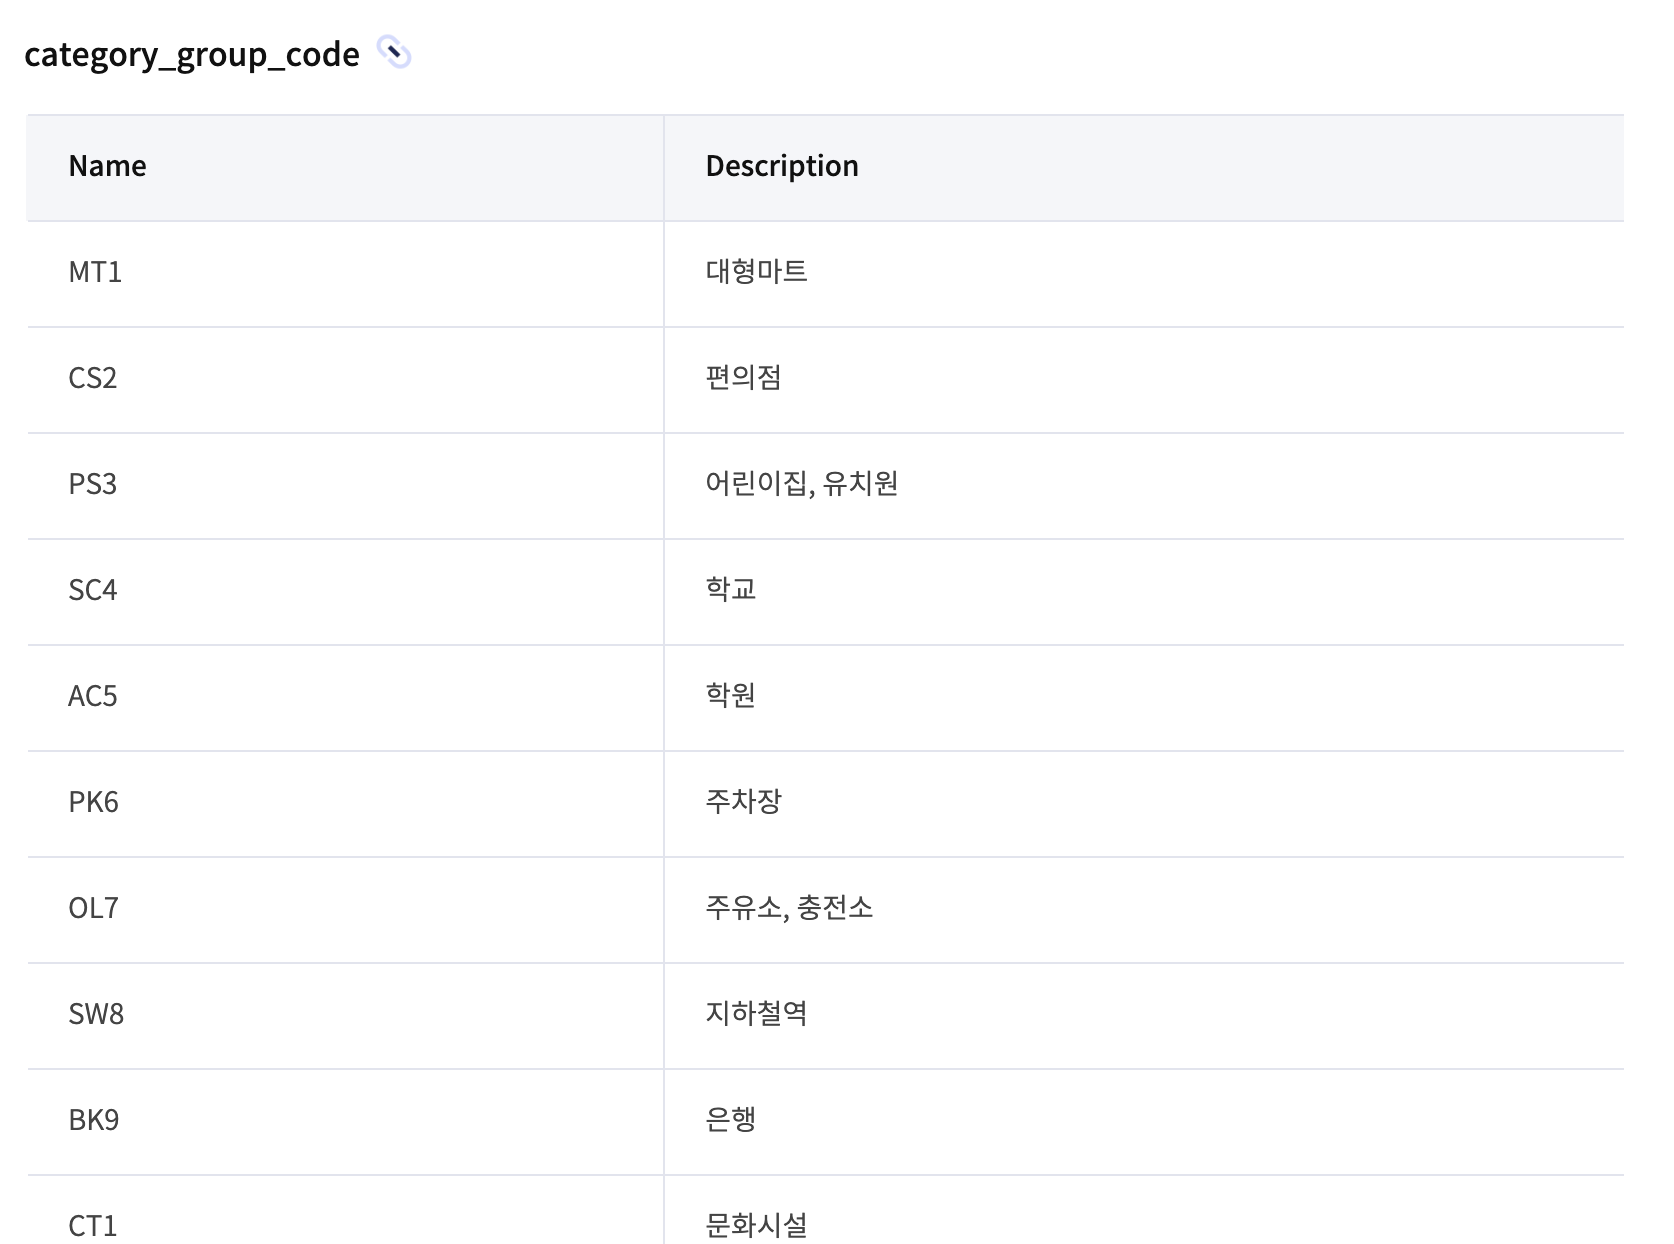 category_group_code
Name Description
MT1 대형마트
CS2 편의점
PS3 어린이집, 유치원
SC4 학교
AC5 학원
PK6 주차장
OL7 주유소, 충전소
SW8 지하철역
BK9 은행
CT1 문화시설